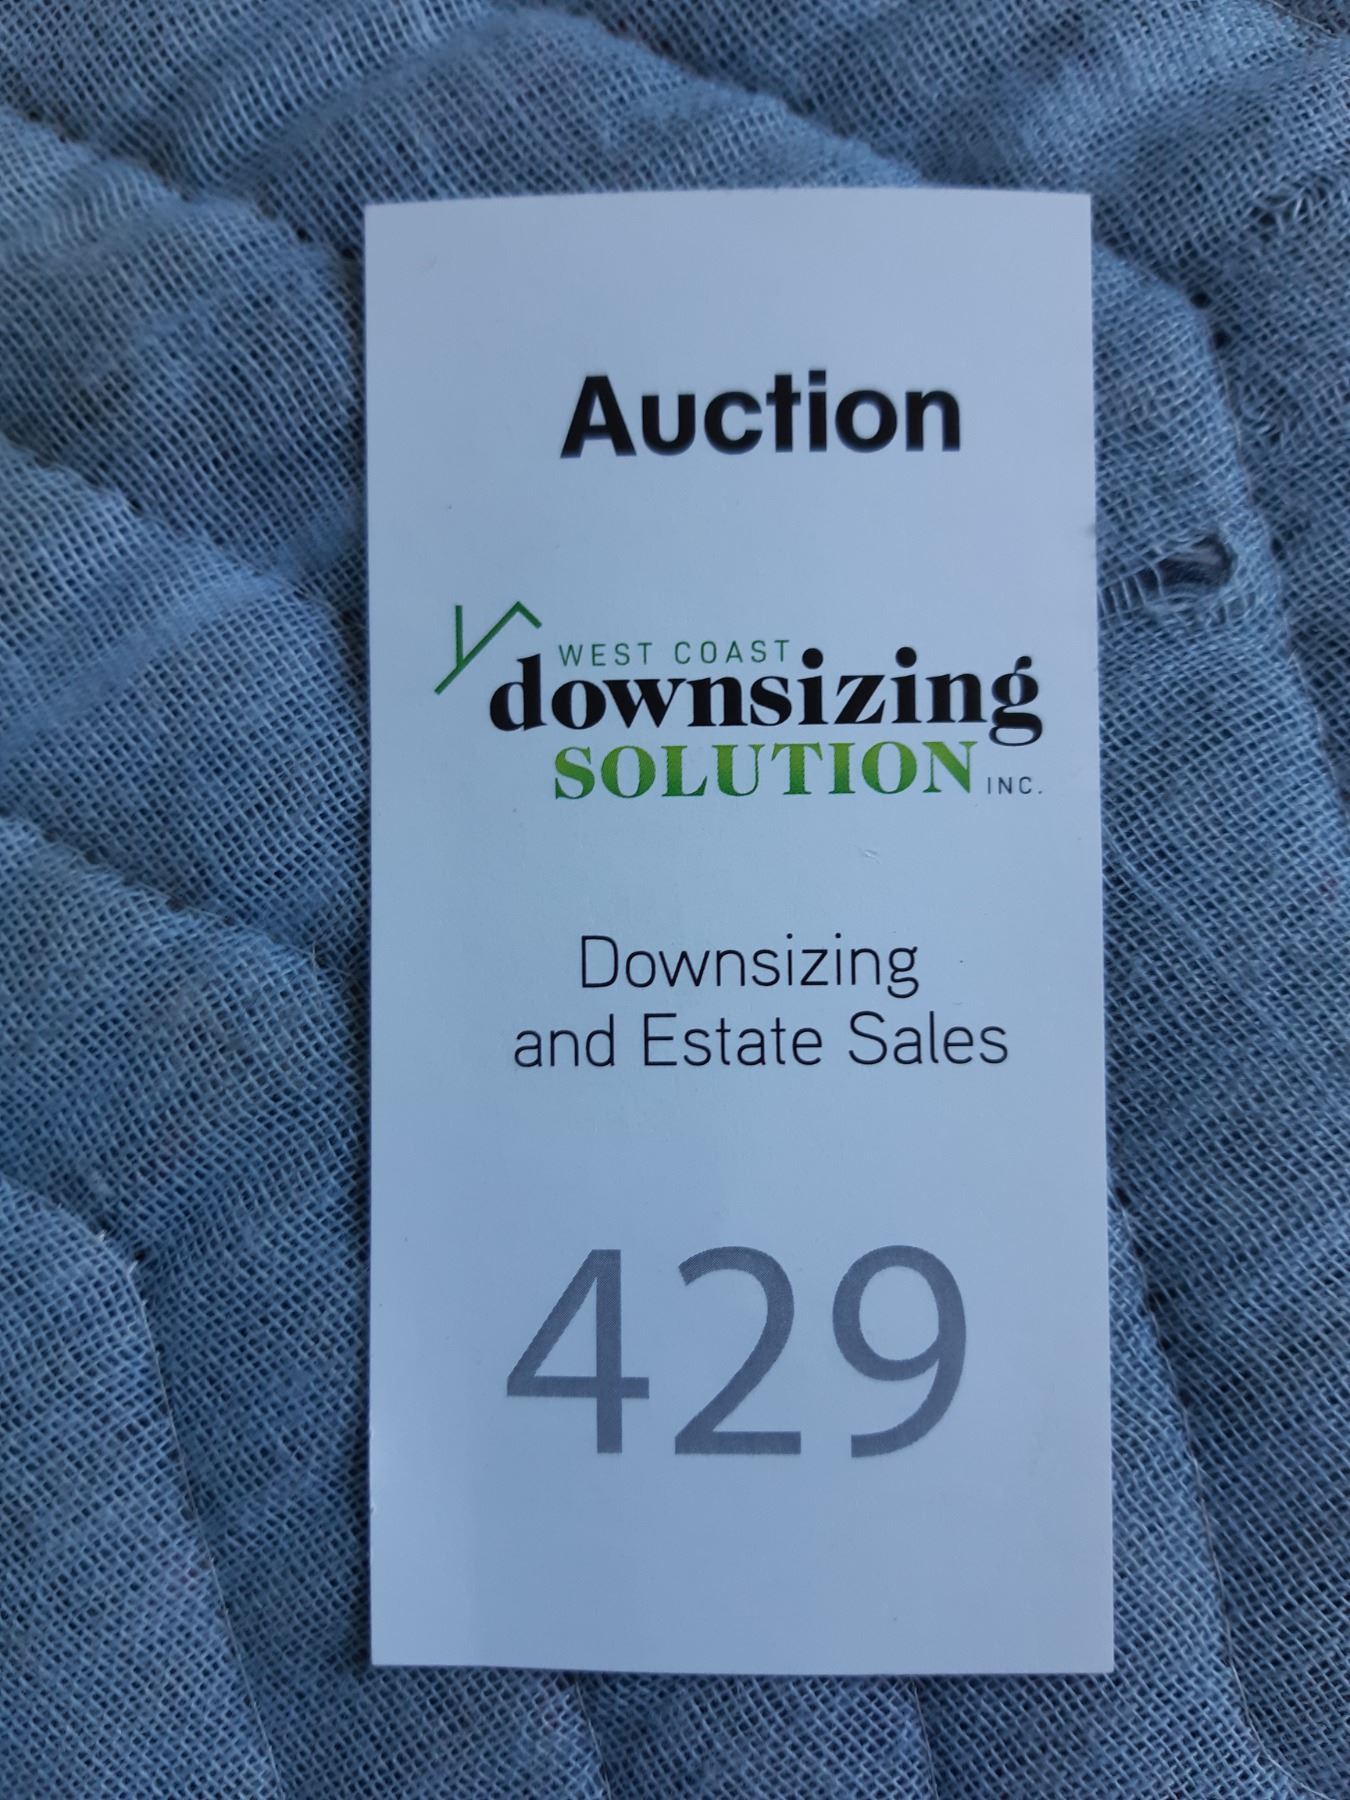 Auction
WEST COAST
downsizing
SOLUTION INC.
Downsizing
and Estate Sales
429